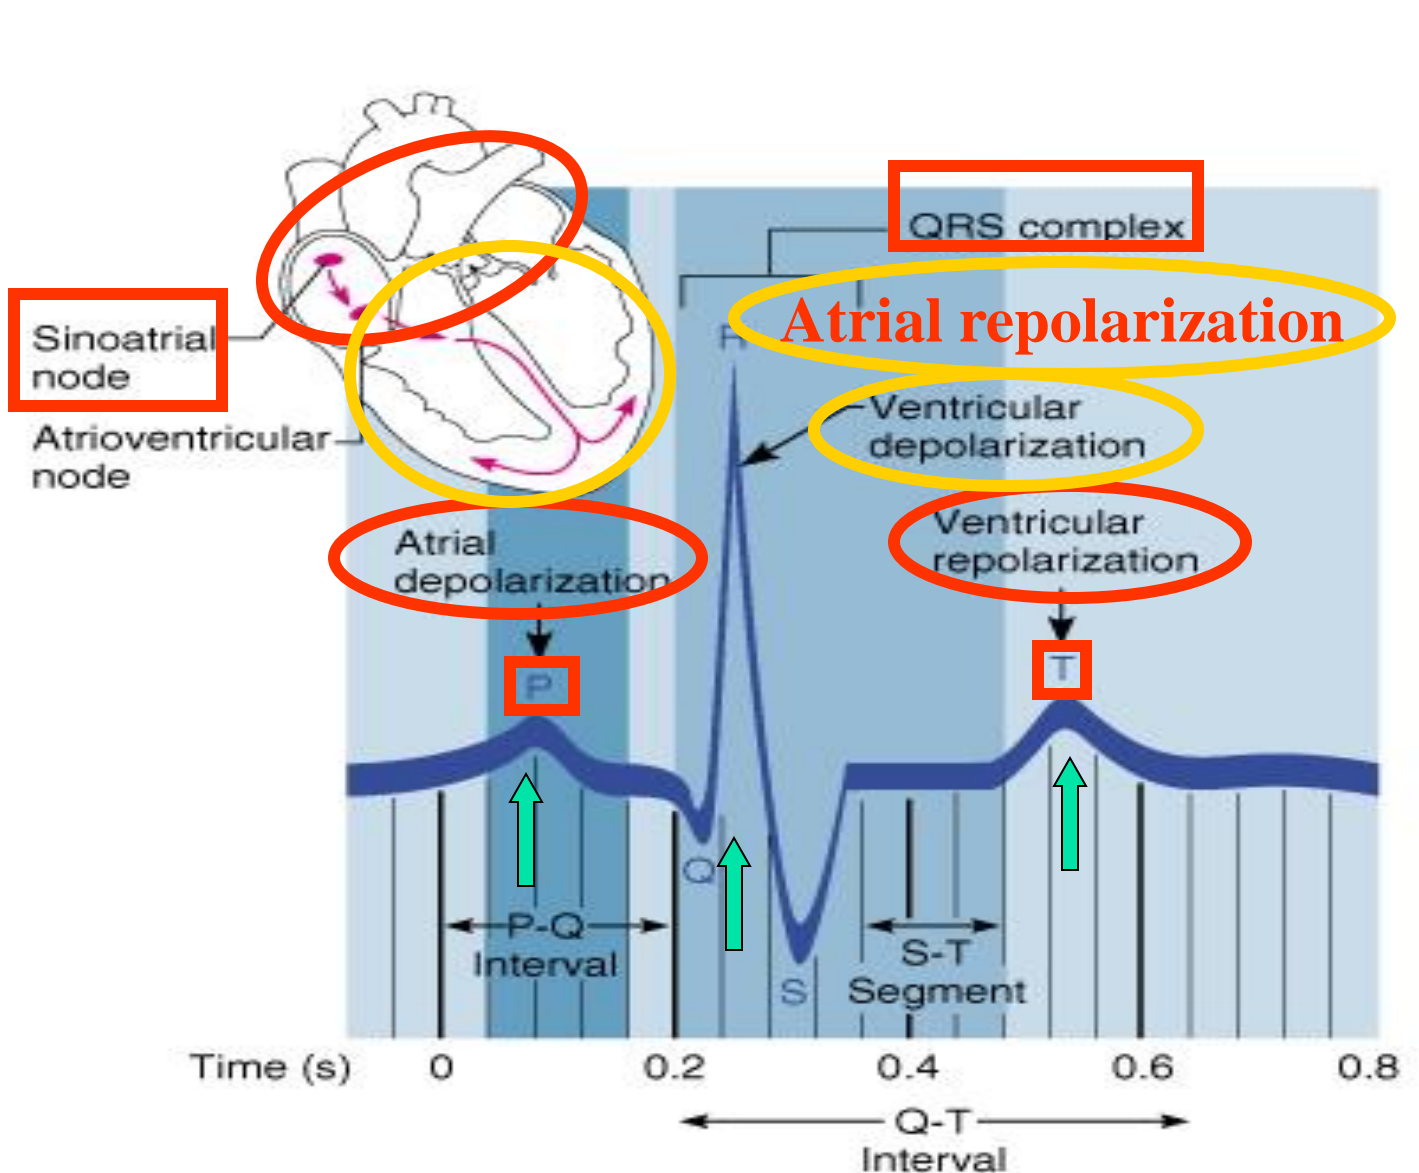 QRS complex
Atrial repolarization
R
Sinoatrial
node
Atrioventricular
node
Ventricular
depolarization
Atrial
depolarization
Ventricular
repolarization
P
T
Q
P-Q
Interval
S
S-T
Segment
Time (s) 0 0.2 0.4 0.6 0.8
Q-T
Interval